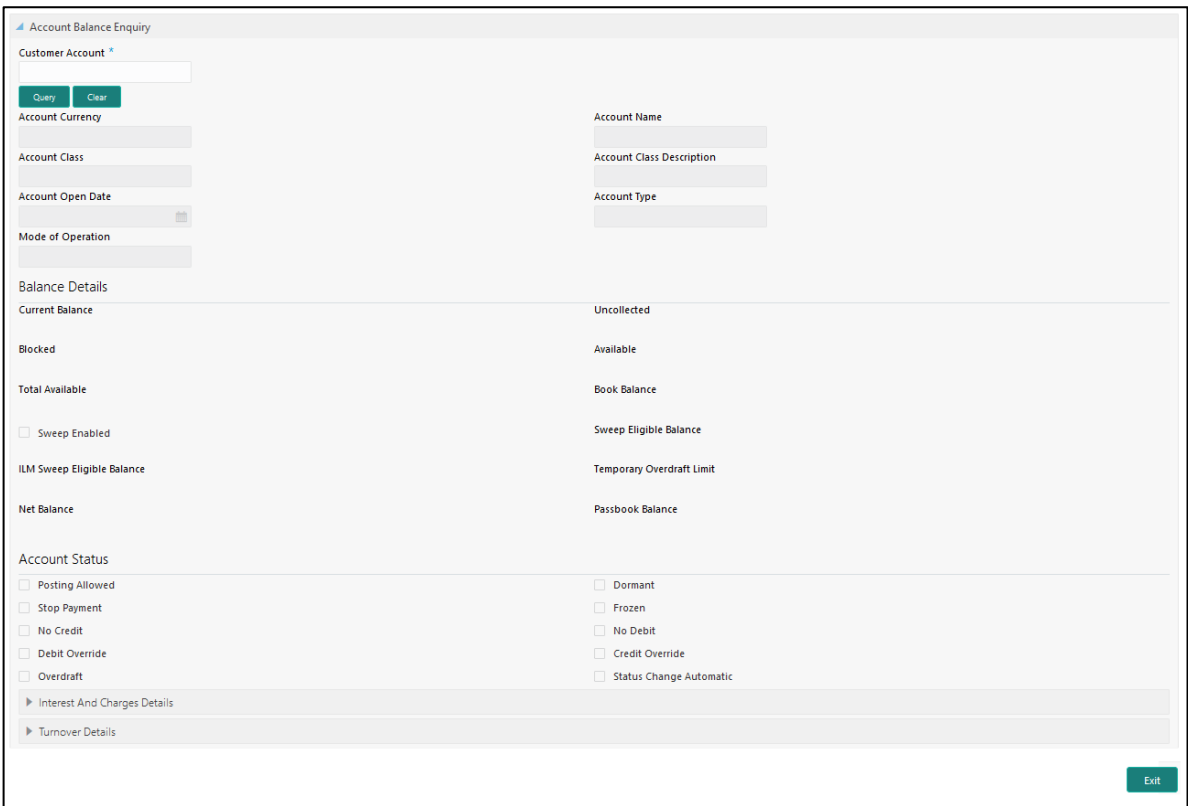 Account Balance Enquiry
Customer Account *
Query Clear
Account Currency Account Name
Account Class Account Class Description
Account Open Date Account Type
Mode of Operation
Balance Details
Current Balance Uncollected
Blocked Available
Total Available Book Balance
Sweep Enabled Sweep Eligible Balance
ILM Sweep Eligible Balance Temporary Overdraft Limit
Net Balance Passbook Balance
Account Status
Posting Allowed Dormant
Stop Payment Frozen
No Credit No Debit
Debit Override Credit Override
Overdraft Status Change Automatic
Interest And Charges Details
Turnover Details
Exit